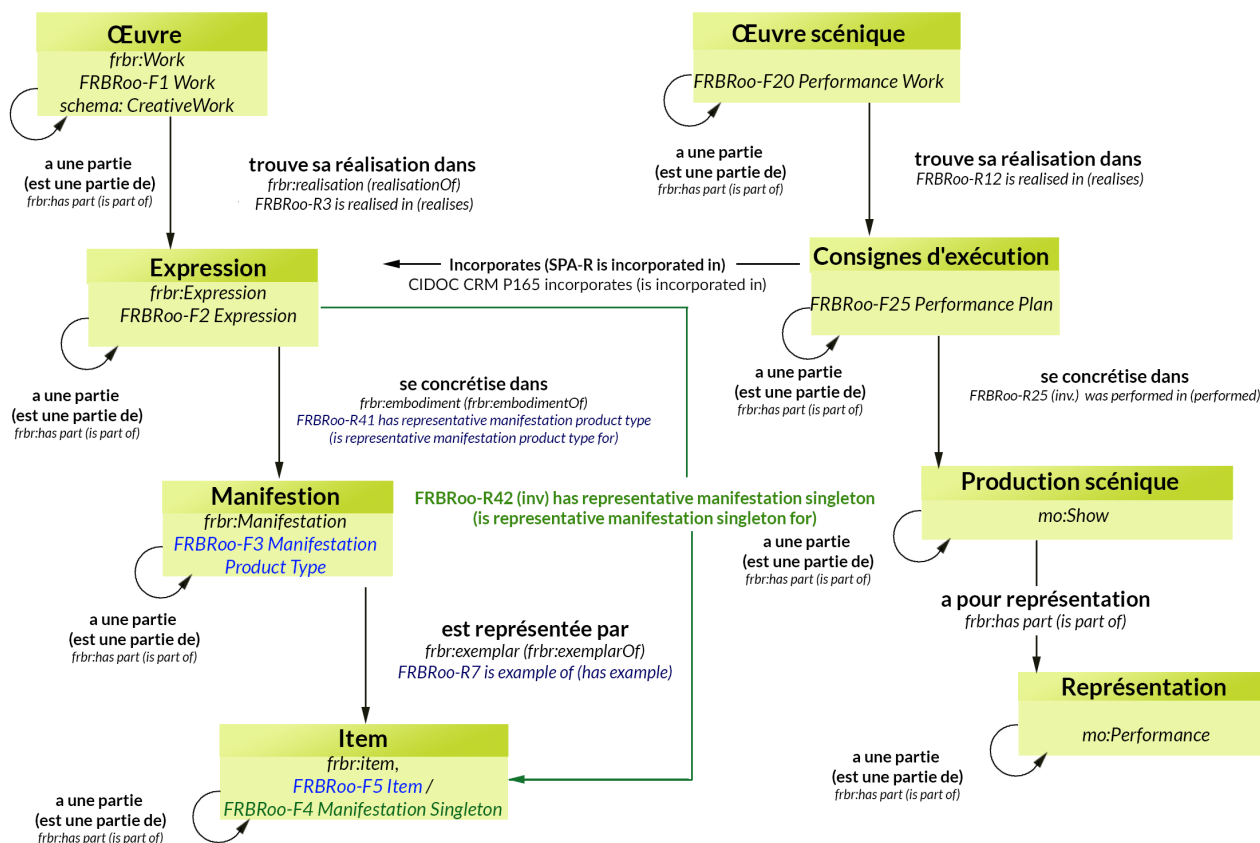 Œuvre
frbr:Work
FRBRoo-F1 Work
schema: CreativeWork
a une partie
(est une partie de)
frbr:has part (is part of)
trouve sa réalisation dans
frbr:realisation (realisationOf)
FRBRoo-R3 is realised in (realises)
Œuvre scénique
FRBRoo-F20 Performance Work
a une partie
(est une partie de)
frbr:has part (is part of)
trouve sa réalisation dans
FRBRoo-R12 is realised in (realises)
Expression
frbr:Expression
FRBRoo-F2 Expression
Incorporates (SPA-R is incorporated in)
CIDOC CRM P165 incorporates (is incorporated in)
Consignes d'exécution
FRBRoo-F25 Performance Plan
a une partie
(est une partie de)
frbr:has part (is part of)
se concrétise dans
frbr:embodiment (frbr:embodimentOf)
FRBRoo-R41 has representative manifestation product type
(is representative manifestation product type for)
a une partie
(est une partie de)
frbr:has part (is part of)
se concrétise dans
FRBRoo-R25 (inv.) was performed in (performed)
Manifestion
frbr:Manifestation
FRBRoo-F3 Manifestation
Product Type
FRBRoo-R42 (inv) has representative manifestation singleton
(is representative manifestation singleton for)
Production scénique
mo:Show
a une partie
(est une partie de)
frbr:has part (is part of)
a pour représentation
frbr:has part (is part of)
a une partie
(est une partie de)
frbr:has part (is part of)
est représentée par
frbr:exemplar (frbr:exemplarOf)
FRBRoo-R7 is example of (has example)
Représentation
mo:Performance
a une partie
(est une partie de)
frbr:has part (is part of)
Item
frbr:item,
FRBRoo-F5 Item /
FRBRoo-F4 Manifestation Singleton
a une partie
(est une partie de)
frbr:has part (is part of)